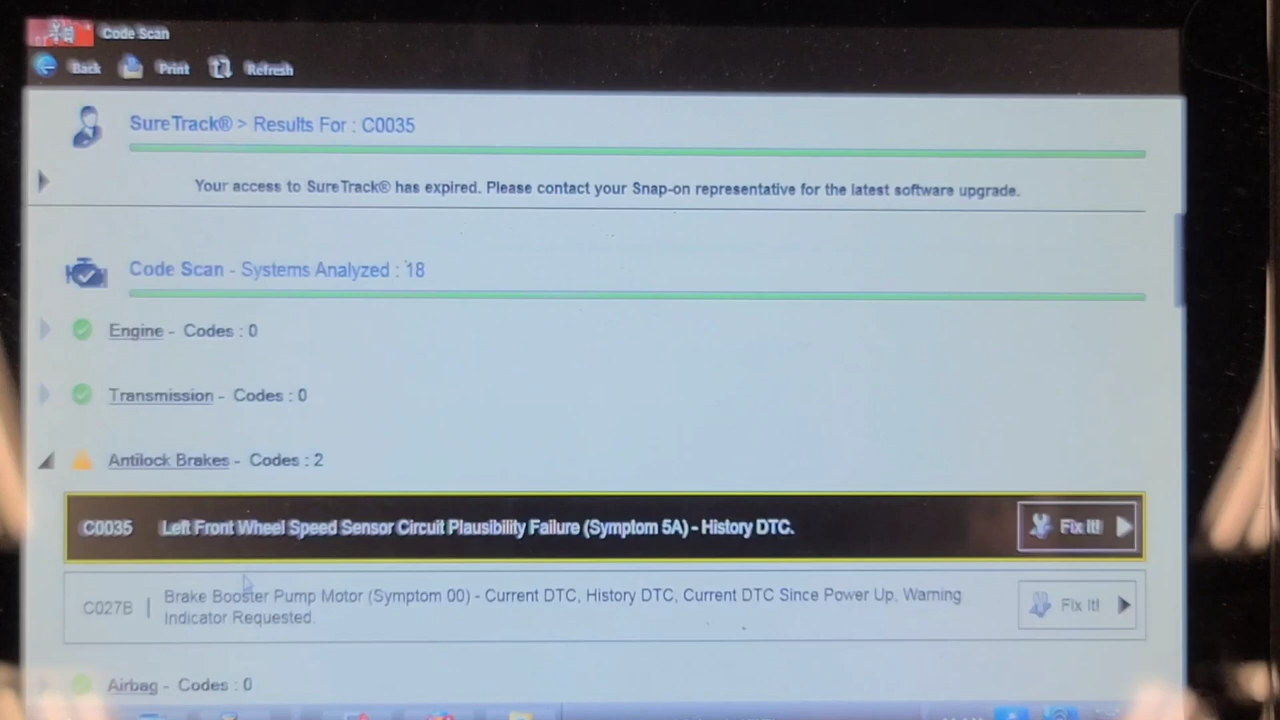 Code Scan
Back Print Refresh
SureTrack® > Results For : C0035
Your access to SureTrack® has expired. Please contact your Snap-on representative for the latest software upgrade.
Code Scan - Systems Analyzed : 18
Engine - Codes : 0
Transmission - Codes : 0
Antilock Brakes - Codes : 2
C0035 Left Front Wheel Speed Sensor Circuit Plausibility Failure (Symptom 5A) - History DTC. Fix It!
C027B | Brake Booster Pump Motor (Symptom 00) - Current DTC, History DTC, Current DTC Since Power Up, Warning
Indicator Requested. Fix It!
Airbag - Codes : 0